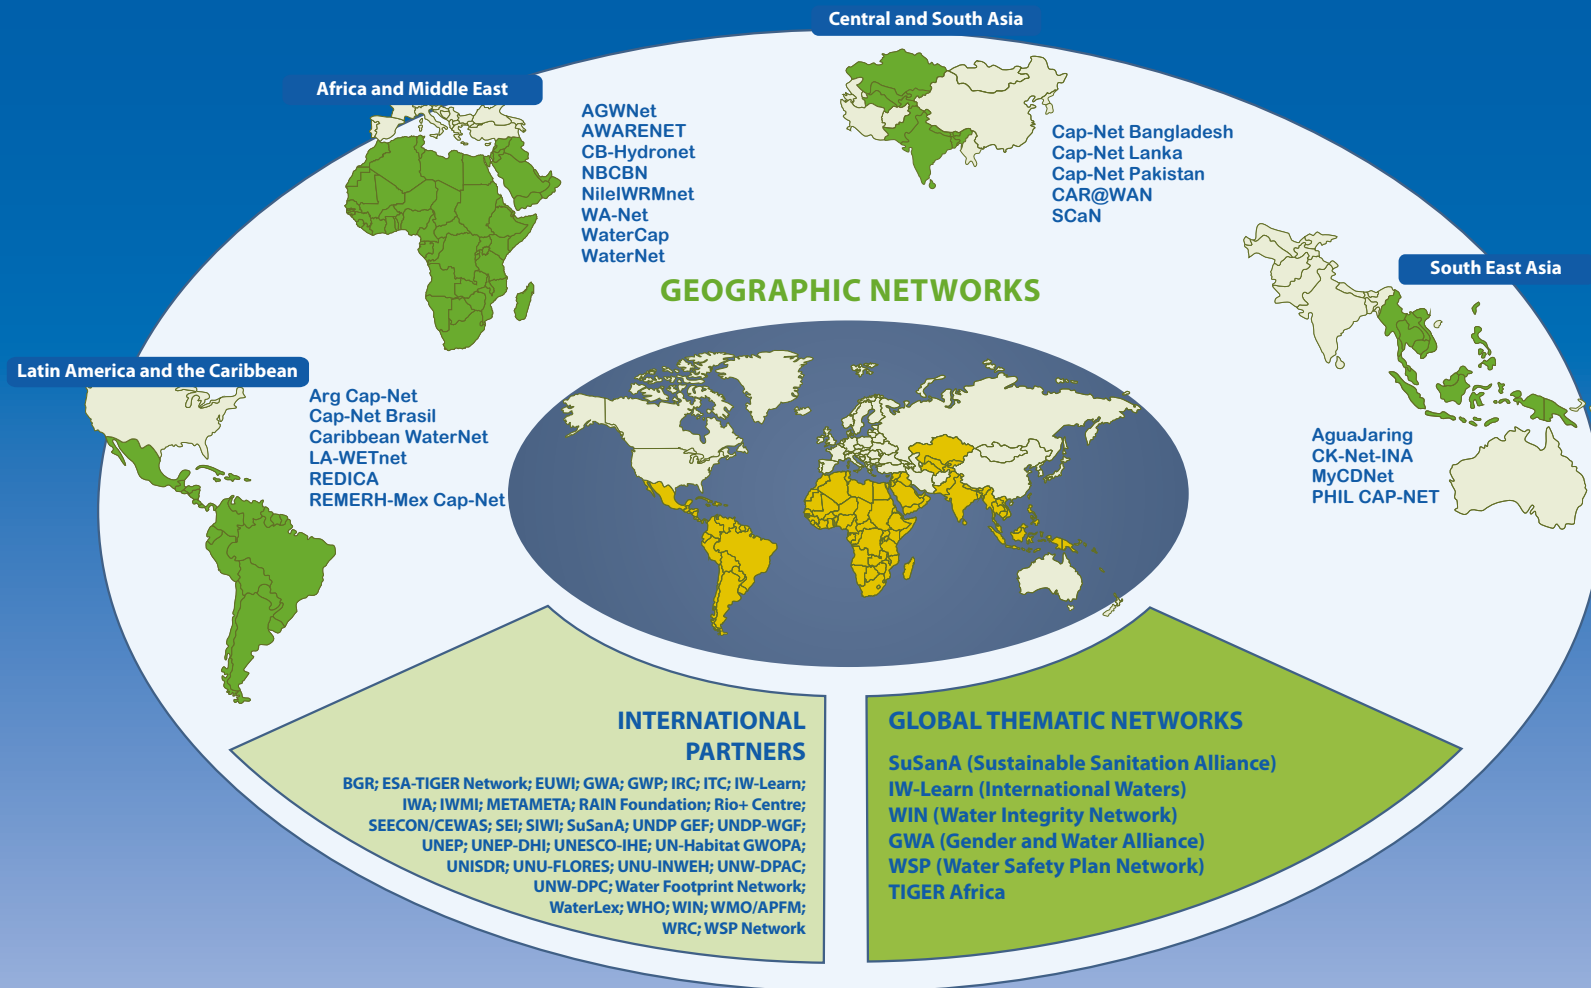 Central and South Asia
Cap-Net Bangladesh
Cap-Net Lanka
Cap-Net Pakistan
CAR@WAN
SCaN
Africa and Middle East
AGWNet
AWARENET
CB-Hydronet
NBCBN
NileIWRMnet
WA-Net
WaterCap
WaterNet
South East Asia
AguaJaring
CK-Net-INA
MyCDNet
PHIL CAP-NET
GEOGRAPHIC NETWORKS
Latin America and the Caribbean
Arg Cap-Net
Cap-Net Brasil
Caribbean WaterNet
LA-WETnet
REDICA
REMERH-Mex Cap-Net
INTERNATIONAL
PARTNERS
BGR; ESA-TIGER Network; EUWI; GWA; GWP; IRC; ITC; IW-Learn;
IWA; IWMI; METAMETA; RAIN Foundation; Rio+ Centre;
SEECON/CEWAS; SEI; SIWI; SuSanA; UNDP GEF; UNDP-WGF;
UNEP; UNEP-DHI; UNESCO-IHE; UN-Habitat GWOPA;
UNISDR; UNU-FLORES; UNU-INWEH; UNW-DPAC;
UNW-DPC; Water Footprint Network;
WaterLex; WHO; WIN; WMO/APFM;
WRC; WSP Network
GLOBAL THEMATIC NETWORKS
SuSanA (Sustainable Sanitation Alliance)
IW-Learn (International Waters)
WIN (Water Integrity Network)
GWA (Gender and Water Alliance)
WSP (Water Safety Plan Network)
TIGER Africa